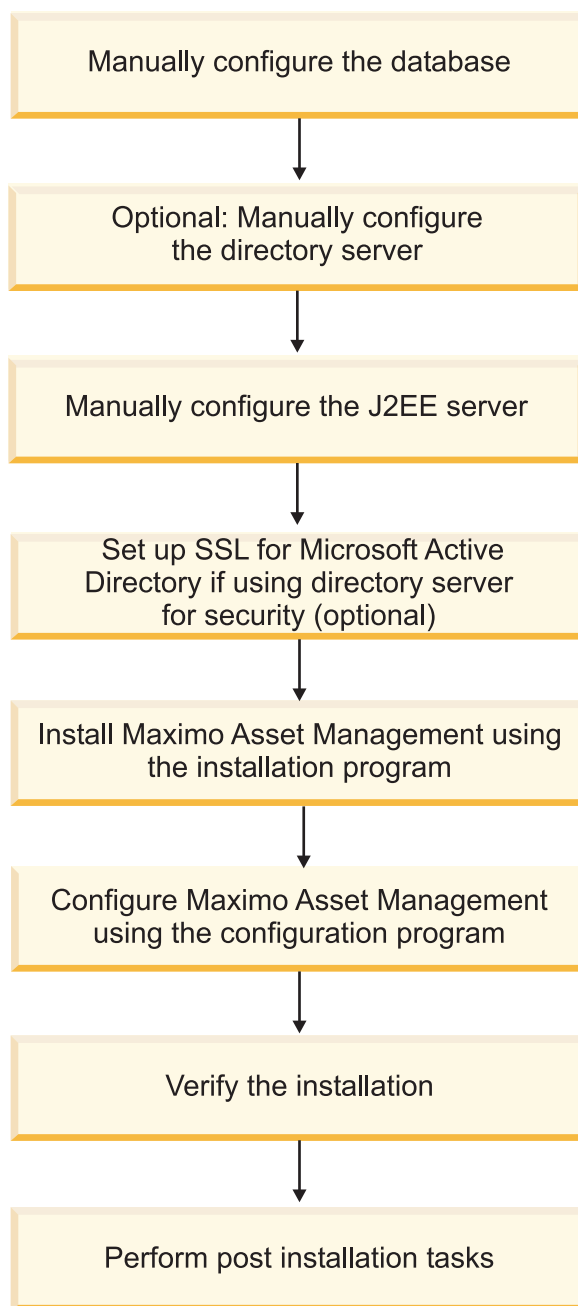 Manually configure the database
Optional: Manually configure
the directory server
Manually configure the J2EE server
Set up SSL for Microsoft Active
Directory if using directory server
for security (optional)
Install Maximo Asset Management using
the installation program
Configure Maximo Asset Management
using the configuration program
Verify the installation
Perform post installation tasks